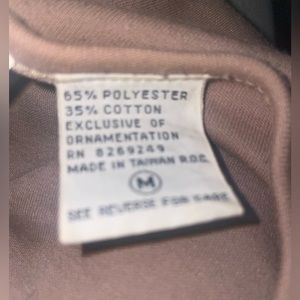 65% POLYESTER
35% COTTON
EXCLUSIVE OF
ORNAMENTATION
RN 8269249
MADE IN TAIWAN R.O.C.
M
SEE REVERSE FOR CARE